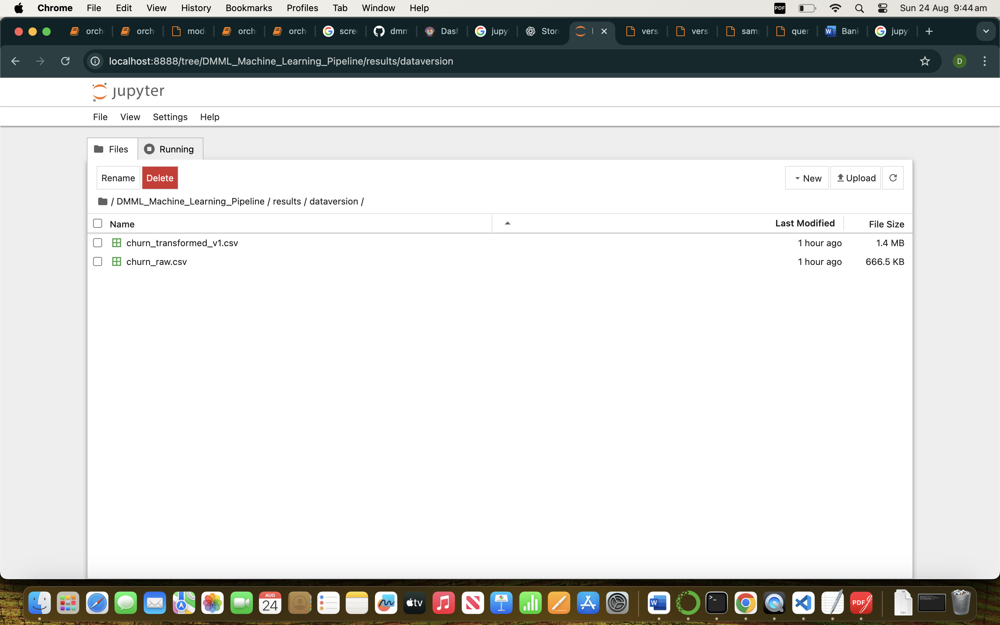 Chrome File Edit View History Bookmarks Profiles Tab Window Help PDF Sun 24 Aug 9:44 am
orch orch mod orch orch scree dmm Dash jupy Stor vers vers sam quer Bank jupyt
localhost:8888/tree/DMML_Machine_Learning_Pipeline/results/dataversion D
jupyter
File View Settings Help
Files Running
Rename Delete New Upload
/ DMML_Machine_Learning_Pipeline / results / dataversion /
Name Last Modified File Size
churn_transformed_v1.csv 1 hour ago 1.4 MB
churn_raw.csv 1 hour ago 666.5 KB
AUG
24
tv
W
>_
PDF
CSV